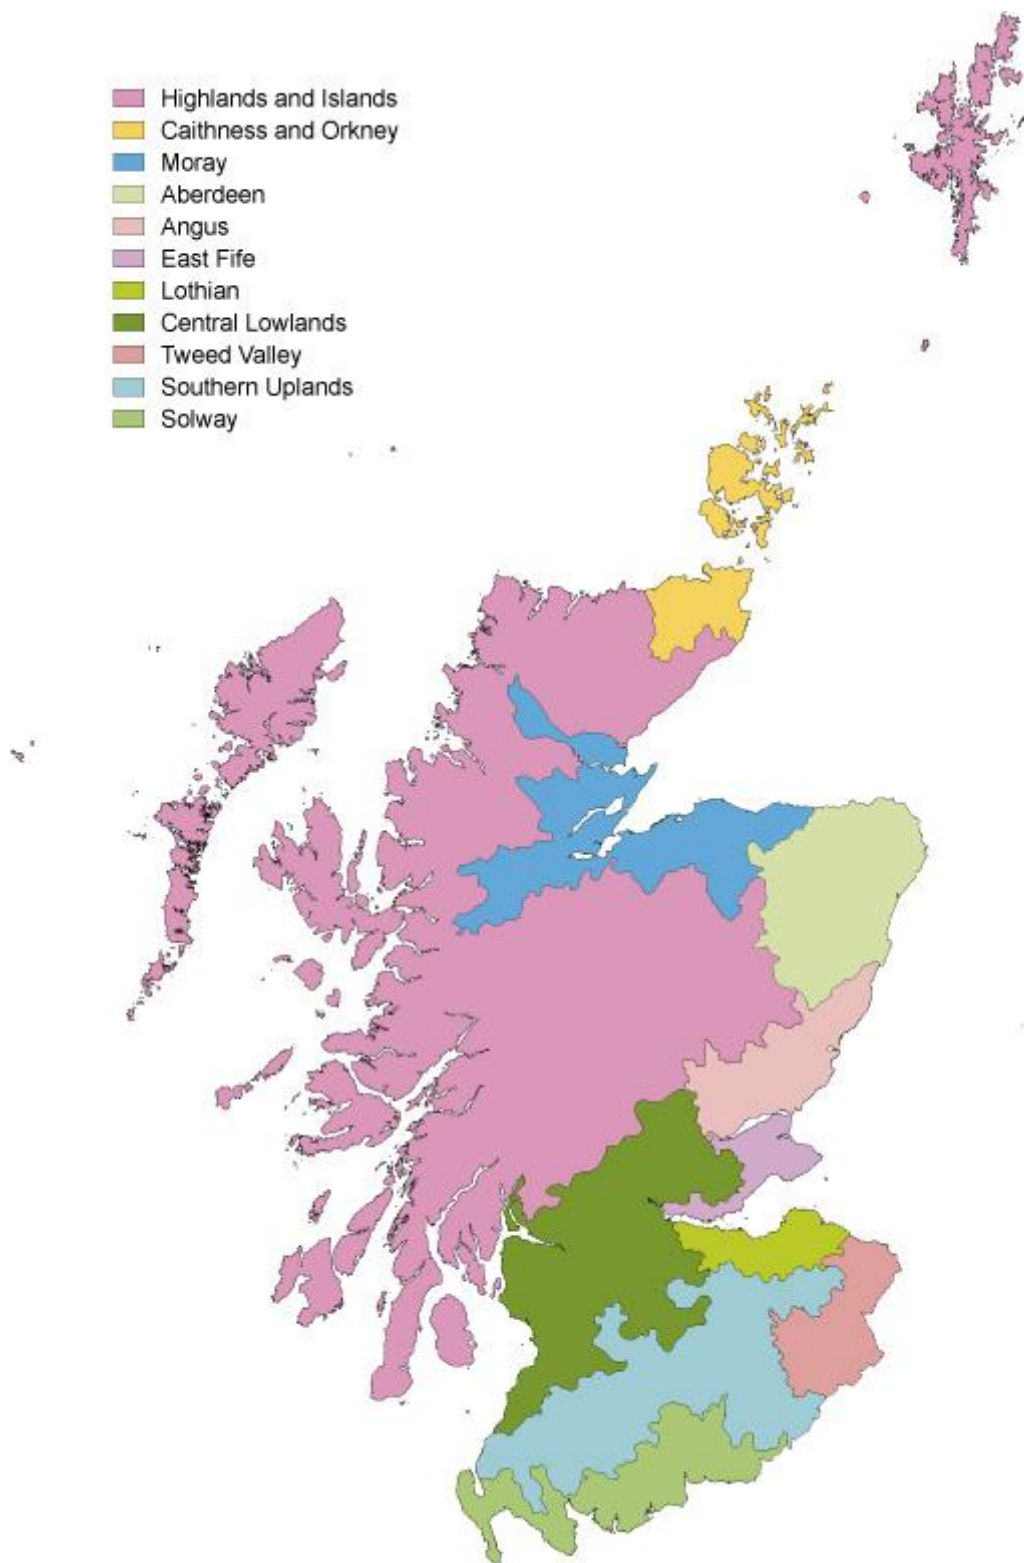 Highlands and Islands
Caithness and Orkney
Moray
Aberdeen
Angus
East Fife
Lothian
Central Lowlands
Tweed Valley
Southern Uplands
Solway